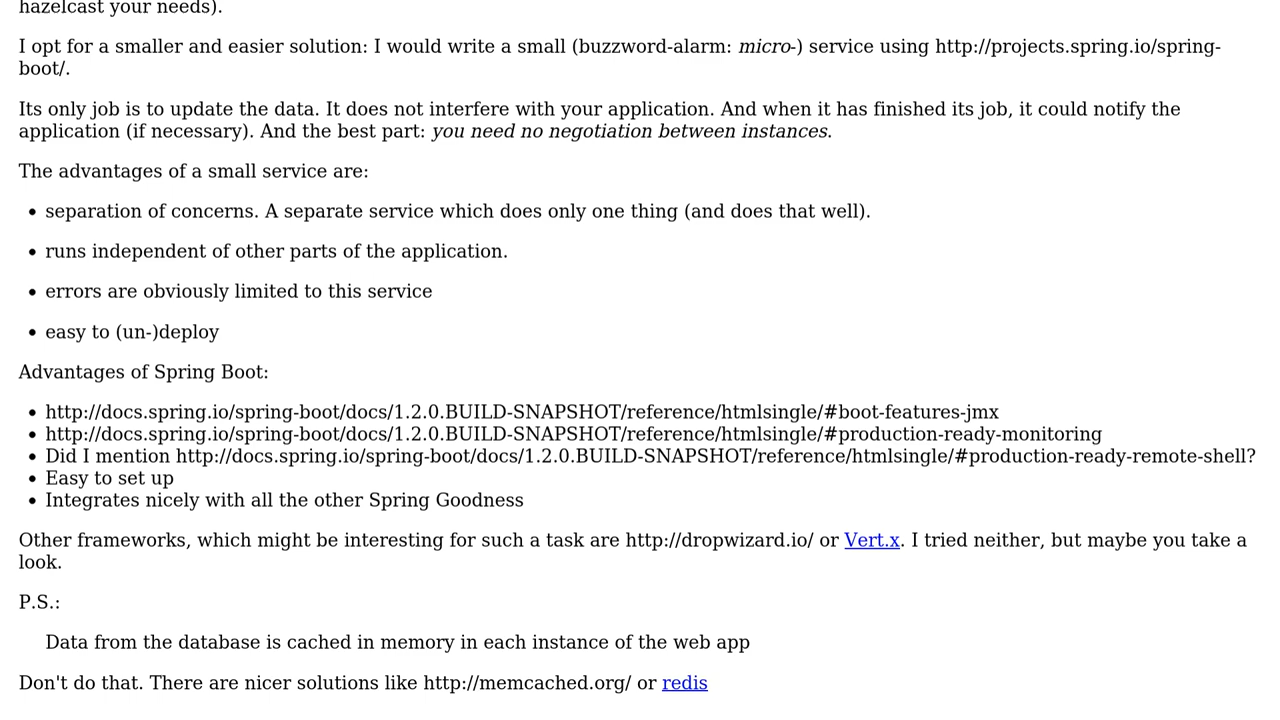 hazelcast your needs).
I opt for a smaller and easier solution: I would write a small (buzzword-alarm: micro-) service using http://projects.spring.io/spring-
boot/.
Its only job is to update the data. It does not interfere with your application. And when it has finished its job, it could notify the
application (if necessary). And the best part: you need no negotiation between instances.
The advantages of a small service are:
• separation of concerns. A separate service which does only one thing (and does that well).
• runs independent of other parts of the application.
• errors are obviously limited to this service
• easy to (un-)deploy
Advantages of Spring Boot:
• http://docs.spring.io/spring-boot/docs/1.2.0.BUILD-SNAPSHOT/reference/htmlsingle/#boot-features-jmx
• http://docs.spring.io/spring-boot/docs/1.2.0.BUILD-SNAPSHOT/reference/htmlsingle/#production-ready-monitoring
• Did I mention http://docs.spring.io/spring-boot/docs/1.2.0.BUILD-SNAPSHOT/reference/htmlsingle/#production-ready-remote-shell?
• Easy to set up
• Integrates nicely with all the other Spring Goodness
Other frameworks, which might be interesting for such a task are http://dropwizard.io/ or Vert.x. I tried neither, but maybe you take a
look.
P.S.:
Data from the database is cached in memory in each instance of the web app
Don't do that. There are nicer solutions like http://memcached.org/ or redis